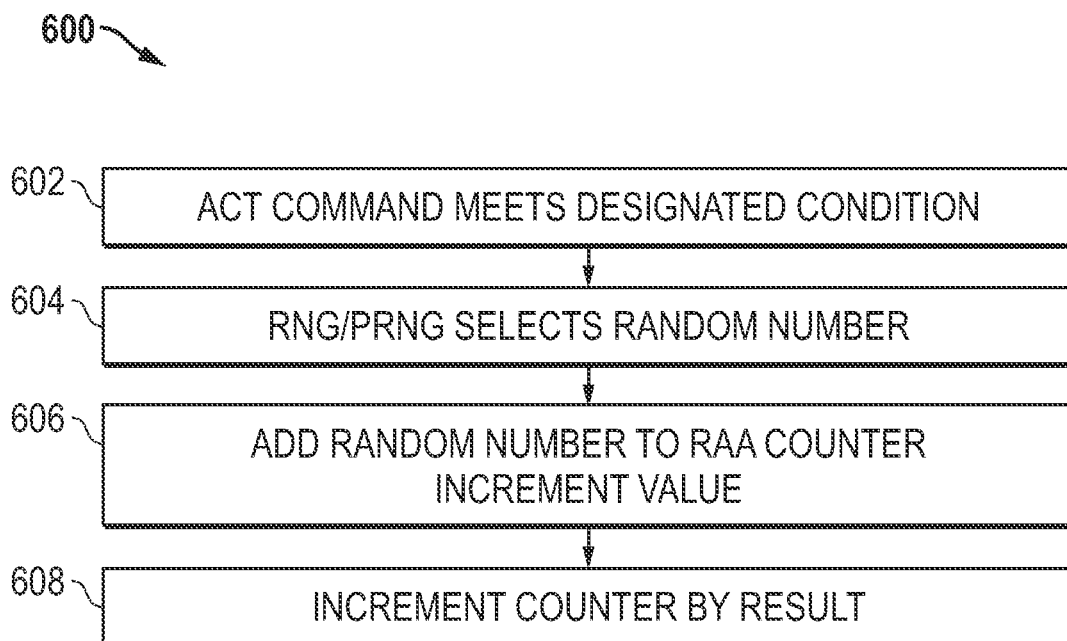 600
602
ACT COMMAND MEETS DESIGNATED CONDITION
604
RNG/PRNG SELECTS RANDOM NUMBER
606
ADD RANDOM NUMBER TO RAA COUNTER
INCREMENT VALUE
608
INCREMENT COUNTER BY RESULT